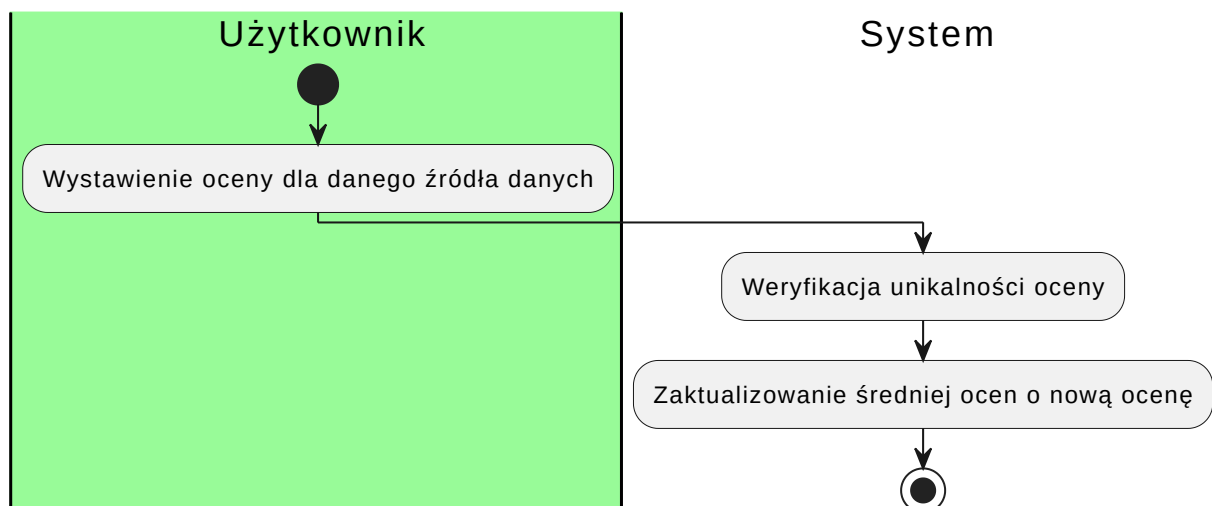 Użytkownik
System
Wystawienie oceny dla danego źródła danych
Weryfikacja unikalności oceny
Zaktualizowanie średniej ocen o nową ocenę